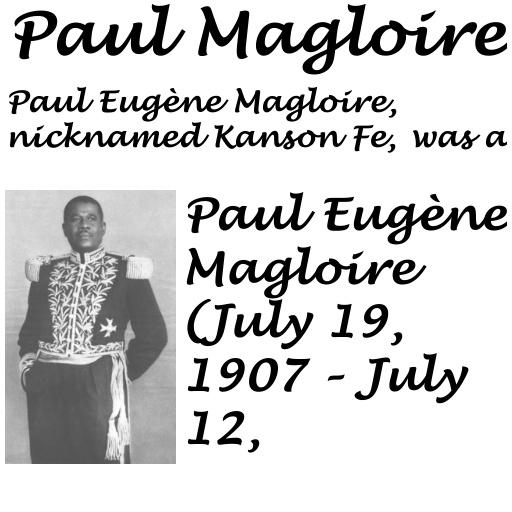 Paul Magloire
Paul Eugène Magloire,
nicknamed Kanson Fe, was a
Paul Eugène
Magloire
(July 19,
1907 – July
12,